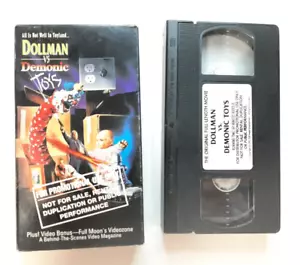 All Is Not Well In Toyland...
DOLLMAN
VS
Demonic
TOYS
FOR PROMOTIONAL USE
NOT FOR SALE, RENTAL
DUPLICATION OR PUBLIC
PERFORMANCE
Plus! Video Bonus—Full Moon's Videozone
A Behind-The-Scenes Video Magazine
THE ORIGINAL FULL LENGTH MOVIE
DOLLMAN
VS.
DEMONIC TOYS